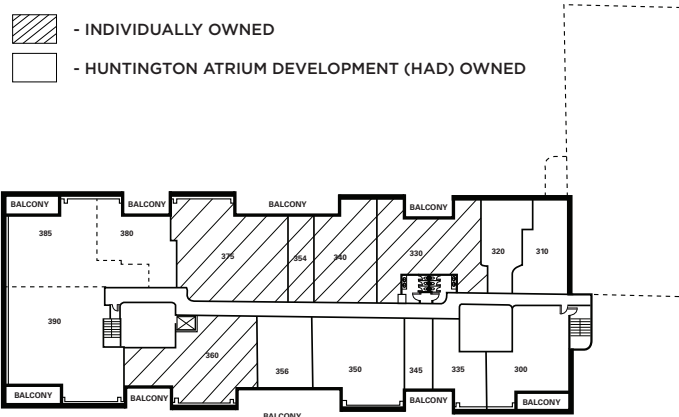 - INDIVIDUALLY OWNED
- HUNTINGTON ATRIUM DEVELOPMENT (HAD) OWNED
BALCONY
BALCONY
BALCONY
BALCONY
385
380
375
354
340
330
320
310
390
360
356
350
345
335
300
BALCONY
BALCONY
BALCONY
BALCONY
BALCONY